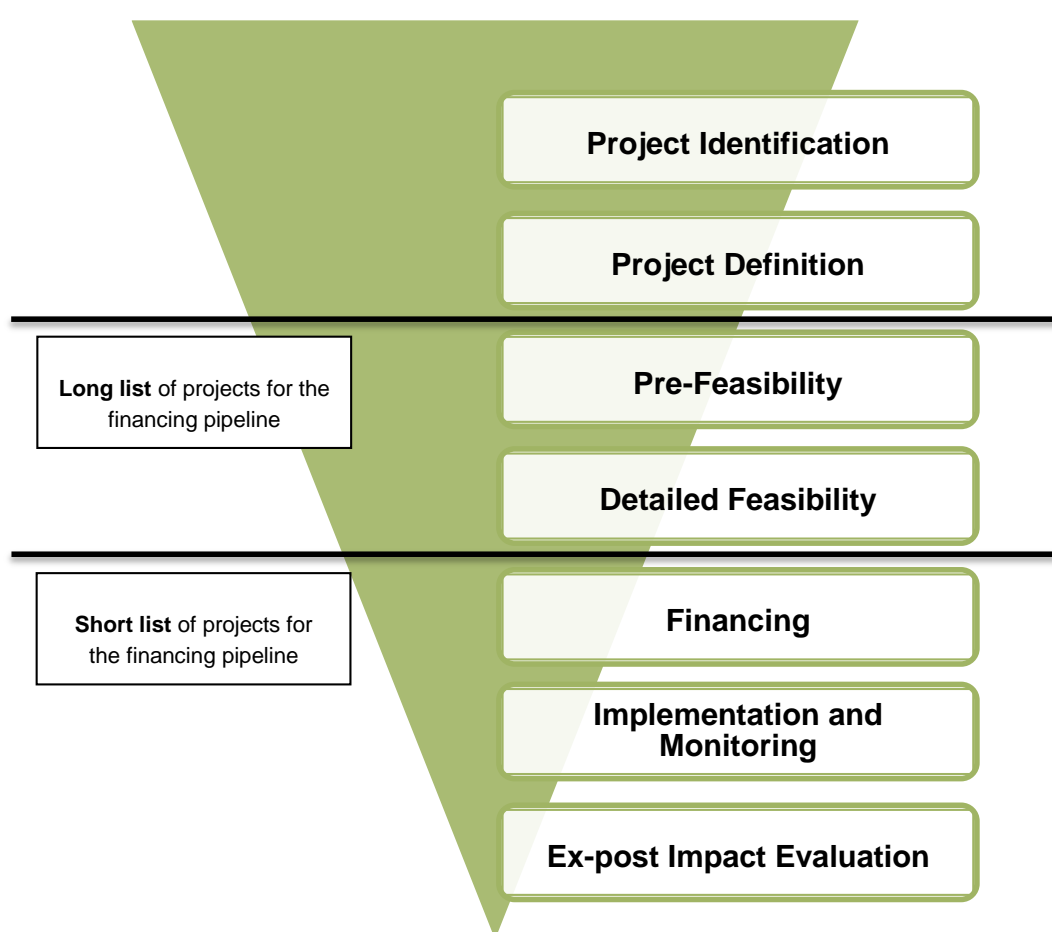 Project Identification
Project Definition
Long list of projects for the
financing pipeline
Pre-Feasibility
Detailed Feasibility
Short list of projects for
the financing pipeline
Financing
Implementation and
Monitoring
Ex-post Impact Evaluation